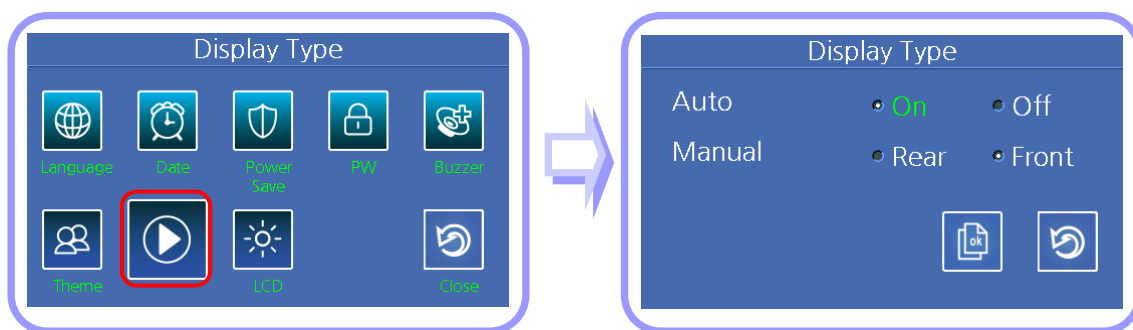 Display Type
Language Date Power Save PW Buzzer
Theme LCD Close
Display Type
Auto On Off
Manual Rear Front
ok